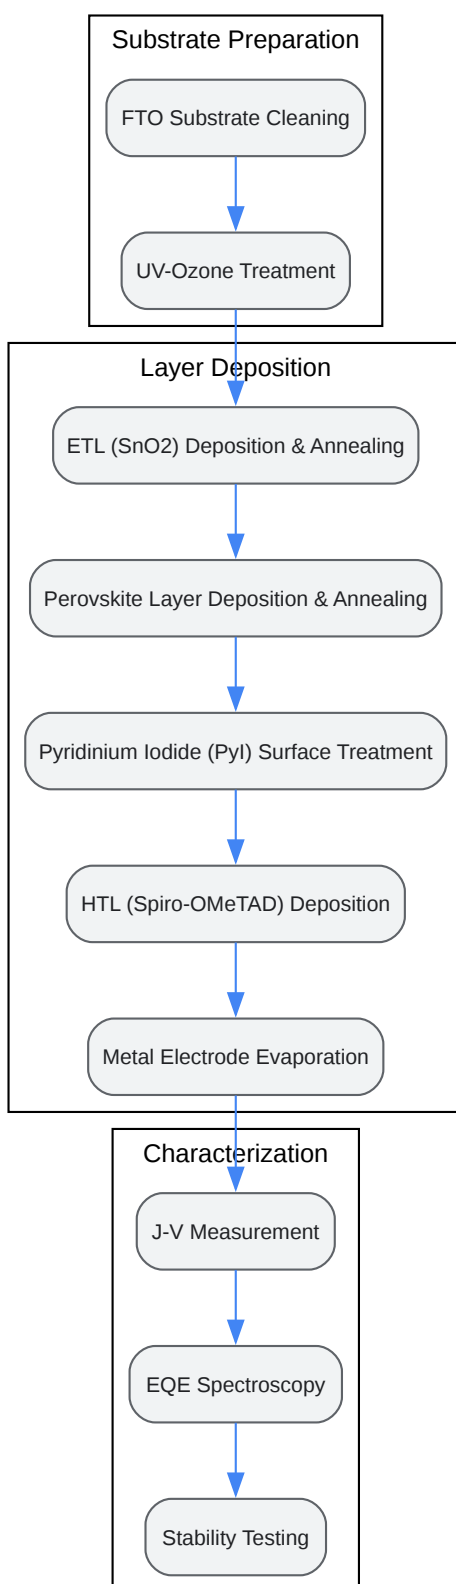 Substrate Preparation
FTO Substrate Cleaning
UV-Ozone Treatment
Layer Deposition
ETL (SnO2) Deposition & Annealing
Perovskite Layer Deposition & Annealing
Pyridinium Iodide (PyI) Surface Treatment
HTL (Spiro-OMeTAD) Deposition
Metal Electrode Evaporation
Characterization
J-V Measurement
EQE Spectroscopy
Stability Testing